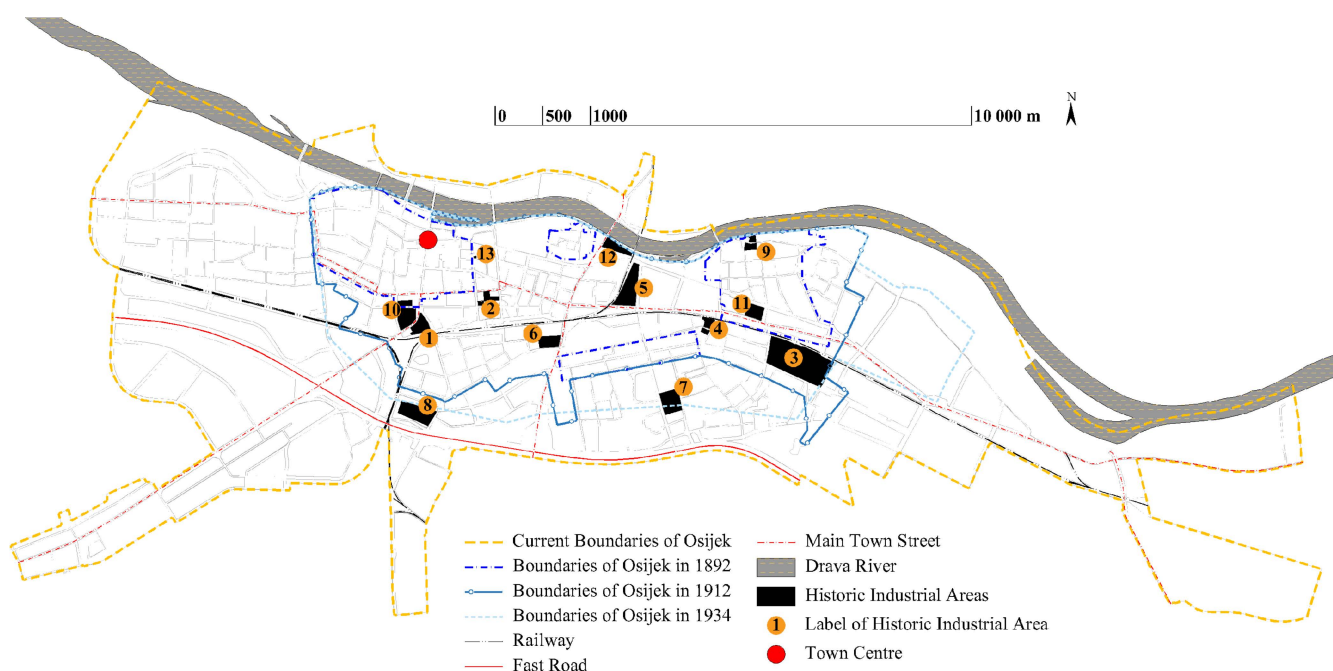 0 500 1000 10 000 m
N
13
12
9
5
10
2
11
1
6
4
3
7
8
Current Boundaries of Osijek
Boundaries of Osijek in 1892
Boundaries of Osijek in 1912
Boundaries of Osijek in 1934
Railway
Fast Road
Main Town Street
Drava River
Historic Industrial Areas
1 Label of Historic Industrial Area
Town Centre